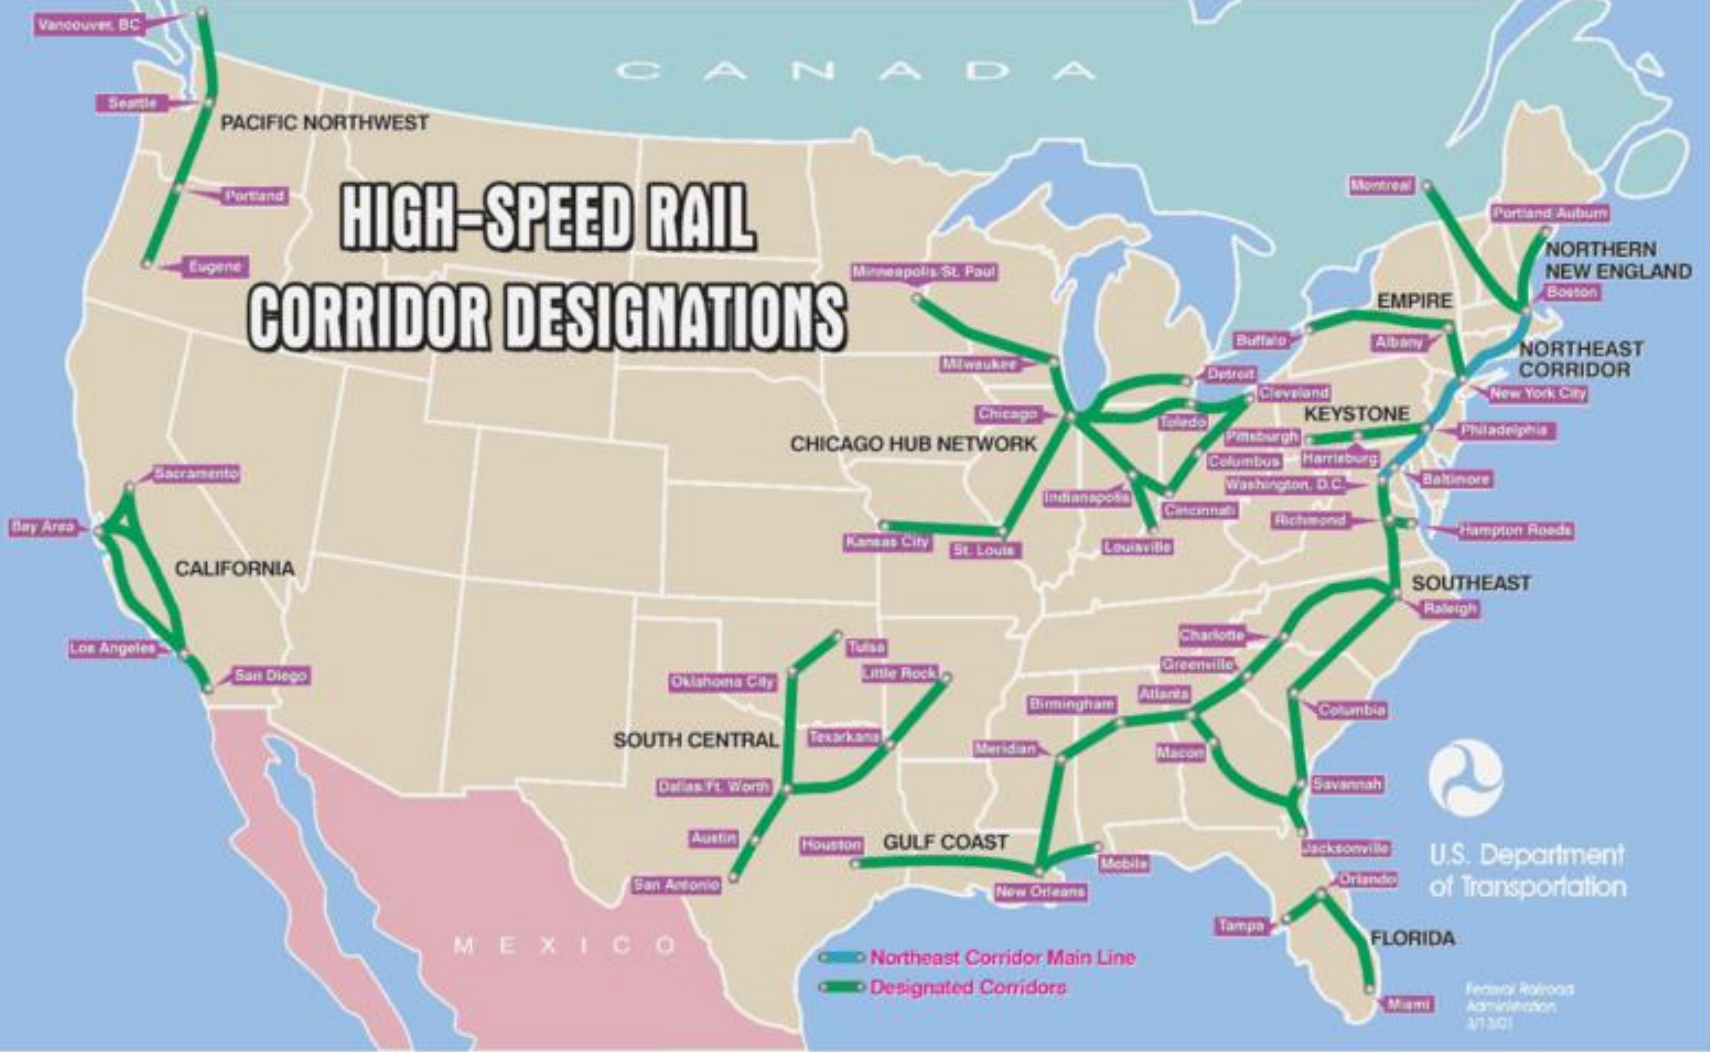 Vancouver, BC
CANADA
Seattle
PACIFIC NORTHWEST
Portland
Eugene
HIGH-SPEED RAIL
CORRIDOR DESIGNATIONS
Montreal
Portland Auburn
NORTHERN
NEW ENGLAND
Boston
Minneapolis/St. Paul
EMPIRE
Buffalo
Albany
NORTHEAST
CORRIDOR
New York City
Milwaukee
Detroit
Cleveland
Chicago
Toledo
KEYSTONE
Pittsburgh
Philadelphia
CHICAGO HUB NETWORK
Columbus
Harrisburg
Washington, D.C.
Baltimore
Indianapolis
Cincinnati
Richmond
Hampton Roads
Kansas City
St. Louis
Louisville
Sacramento
Bay Area
CALIFORNIA
Los Angeles
San Diego
SOUTHEAST
Raleigh
Charlotte
Greenville
Atlanta
Birmingham
Columbia
Meridian
Macon
Savannah
Jacksonville
Tulsa
Little Rock
Oklahoma City
SOUTH CENTRAL
Texarkana
Dallas/Ft. Worth
Austin
San Antonio
Houston
GULF COAST
New Orleans
Mobile
Orlando
Tampa
FLORIDA
Miami
MEXICO
U.S. Department
of Transportation
Northeast Corridor Main Line
Designated Corridors
Federal Railroad
Administration
3/13/01